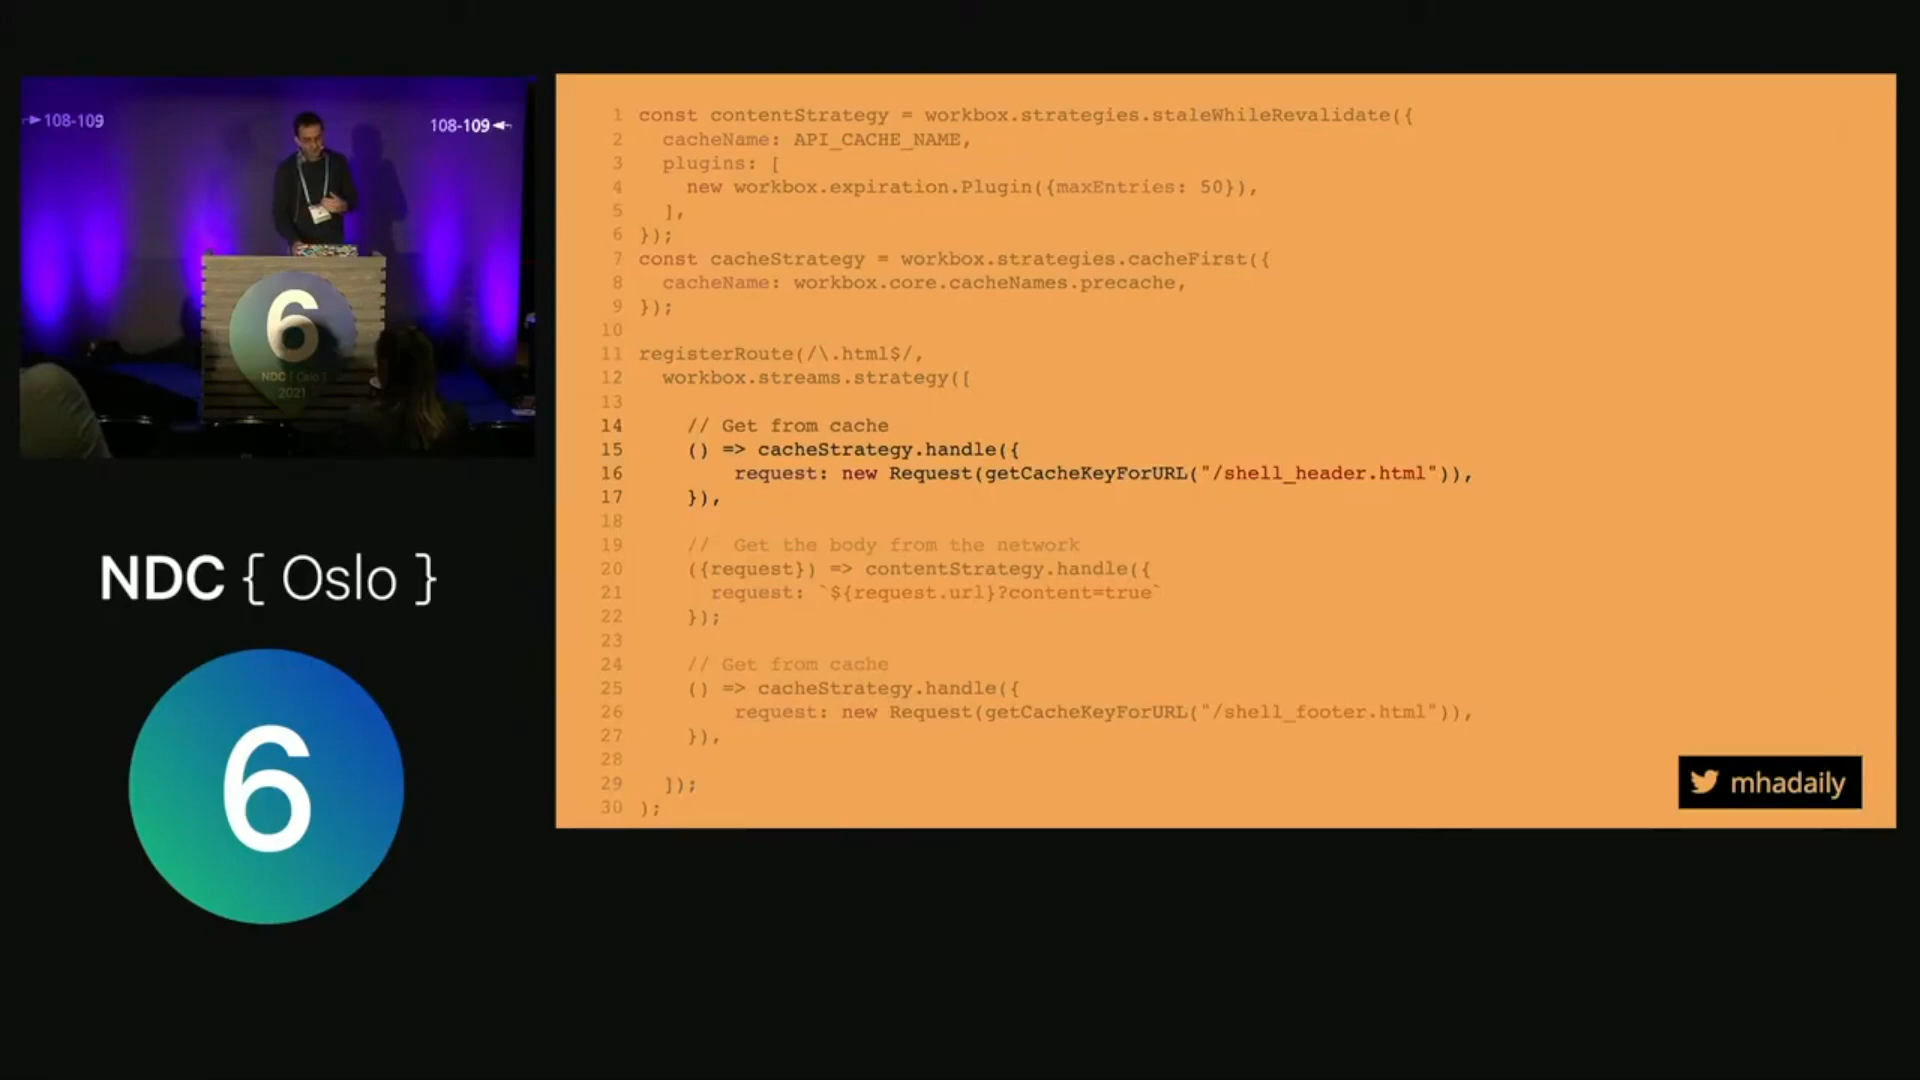 108-109
108-109
6
NDC { Oslo }
2021
NDC { Oslo }
6
1 const contentStrategy = workbox.strategies.staleWhileRevalidate({
2   cacheName: API_CACHE_NAME,
3   plugins: [
4     new workbox.expiration.Plugin({maxEntries: 50}),
5   ],
6 });
7 const cacheStrategy = workbox.strategies.cacheFirst({
8   cacheName: workbox.core.cacheNames.precache,
9 });
10
11 registerRoute(/\.html$/,
12   workbox.streams.strategy([
13
14     // Get from cache
15     () => cacheStrategy.handle({
16         request: new Request(getCacheKeyForURL("/shell_header.html")),
17     }),
18
19     //  Get the body from the network
20     ({request}) => contentStrategy.handle({
21       request: `${request.url}?content=true`
22     });
23
24     // Get from cache
25     () => cacheStrategy.handle({
26         request: new Request(getCacheKeyForURL("/shell_footer.html")),
27     }),
28
29   ]);
30 );
mhadaily